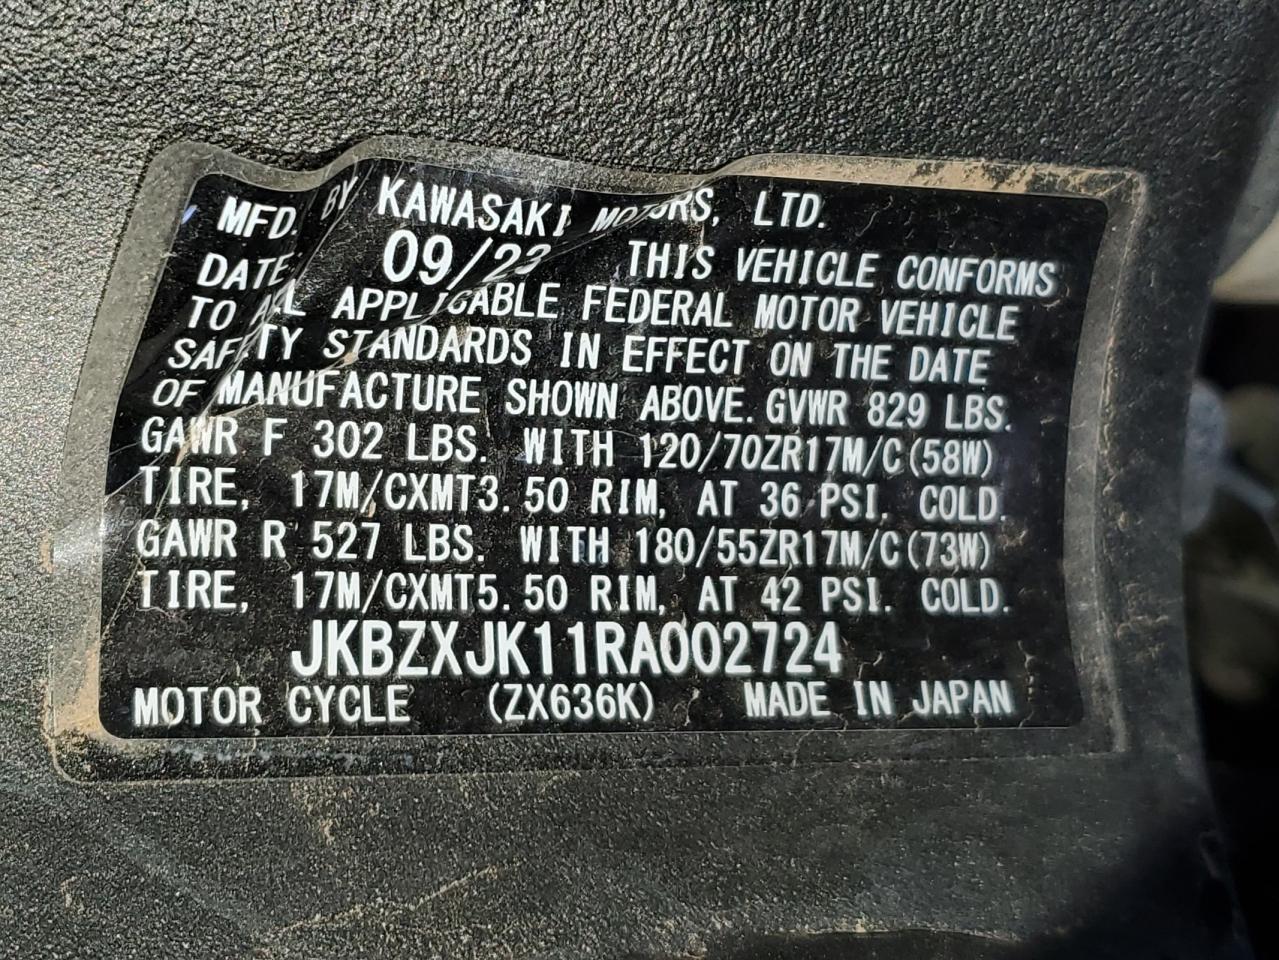 MFD. BY KAWASAKI MOTORS, LTD.
DATE: 09/23 THIS VEHICLE CONFORMS
TO ALL APPLICABLE FEDERAL MOTOR VEHICLE
SAFETY STANDARDS IN EFFECT ON THE DATE
OF MANUFACTURE SHOWN ABOVE. GVWR 829 LBS.
GAWR F 302 LBS. WITH 120/70ZR17M/C(58W)
TIRE, 17M/CXMT3.50 RIM, AT 36 PSI. COLD.
GAWR R 527 LBS. WITH 180/55ZR17M/C(73W)
TIRE, 17M/CXMT5.50 RIM, AT 42 PSI. COLD.
JKBZXJK11RA002724
MOTOR CYCLE (ZX636K) MADE IN JAPAN